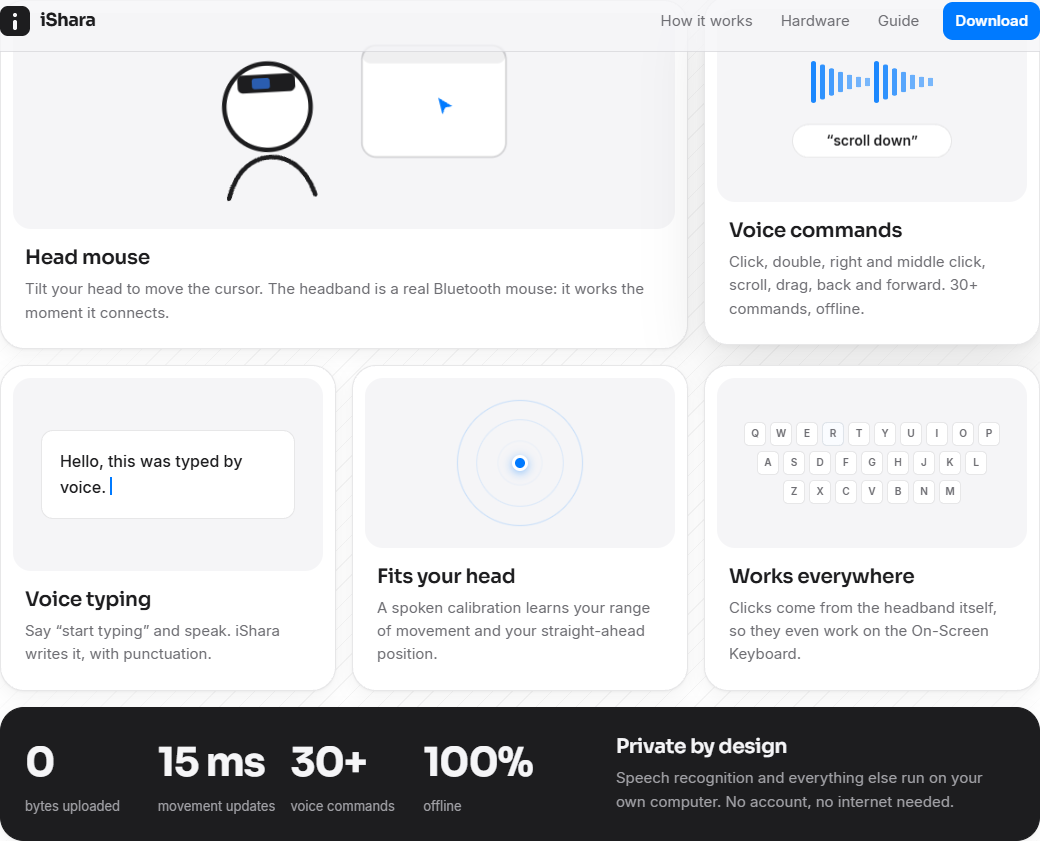 iShara
How it works
Hardware
Guide
Download
“scroll down”
Head mouse
Tilt your head to move the cursor. The headband is a real Bluetooth mouse: it works the
moment it connects.
Voice commands
Click, double, right and middle click,
scroll, drag, back and forward. 30+
commands, offline.
Hello, this was typed by
voice.
Voice typing
Say “start typing” and speak. iShara
writes it, with punctuation.
Fits your head
A spoken calibration learns your range
of movement and your straight-ahead
position.
Q W E R T Y U I O P
A S D F G H J K L
Z X C V B N M
Works everywhere
Clicks come from the headband itself,
so they even work on the On-Screen
Keyboard.
0
bytes uploaded
15 ms
movement updates
30+
voice commands
100%
offline
Private by design
Speech recognition and everything else run on your
own computer. No account, no internet needed.